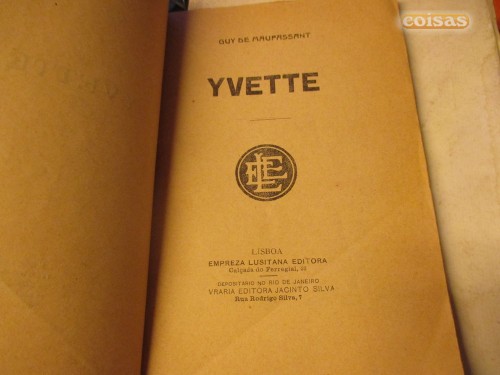 coisas
GUY DE MAUPASSANT
YVETTE
ELE
LISBOA
EMPREZA LUSITANA EDITORA
Calçada do Ferregial,
DEPOSITARIO NO RIO DE JANEIRO
VRARIA EDITORA JACINTO SILVA
Rua Rodrigo Silva, 7